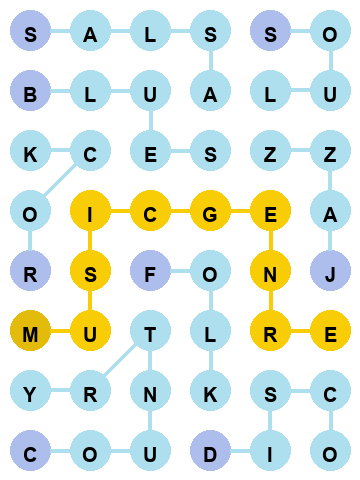 S A L S S O
B L U A L U
K C E S Z Z
O I C G E A
R S F O N J
M U T L R E
Y R N K S C
C O U D I O